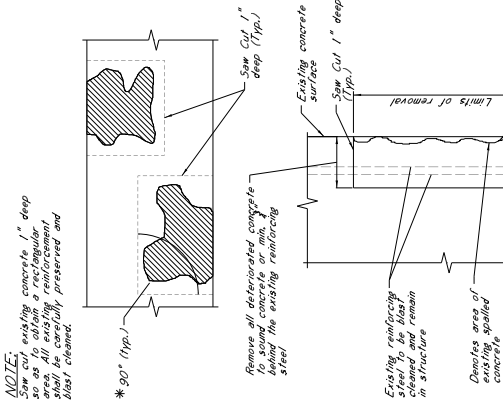 NOTE:
Saw cut existing concrete 1" deep
so as to obtain a rectangular
area. All existing reinforcement
shall be carefully preserved and
blast cleaned.
* 90° (typ.)
Saw Cut 1"
deep (Typ.)
Remove all deteriorated concrete
to sound concrete or min.
behind the existing reinforcing
steel
Existing concrete
surface
Saw Cut 1" deep
(Typ.)
Limits of removal
Existing reinforcing
steel to be blast
cleaned and remain
in structure
Denotes area of
existing spalled
concrete